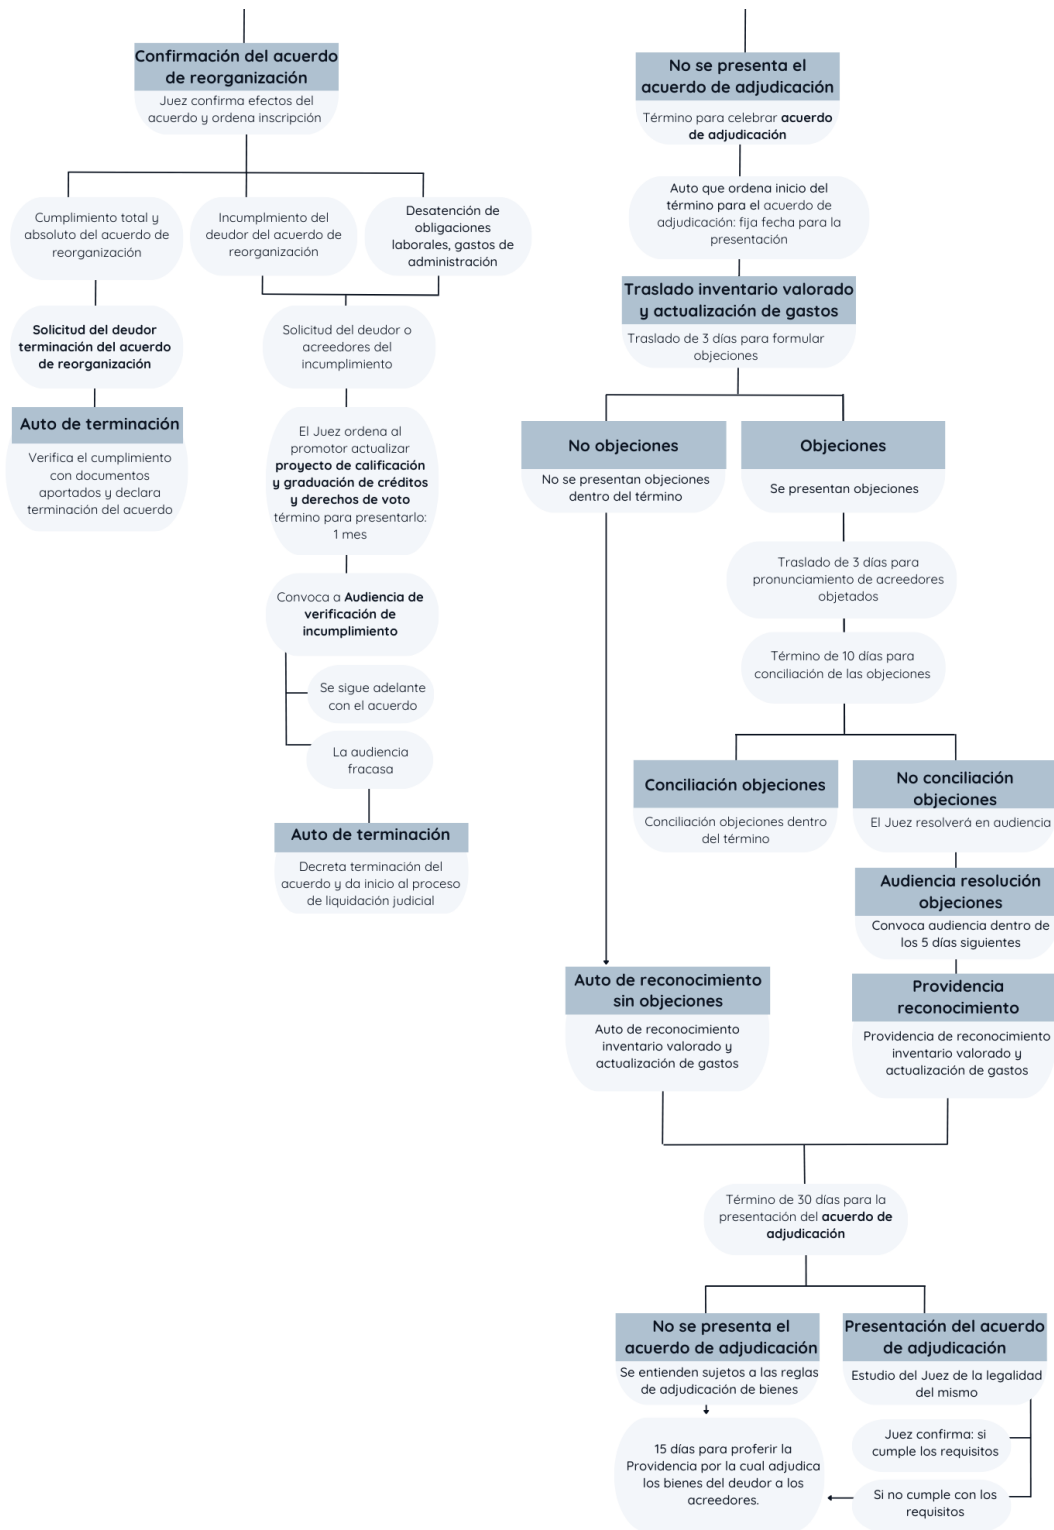 Confirmación del acuerdo
de reorganización
Juez confirma efectos del
acuerdo y ordena inscripción
Cumplimiento total y
absoluto del acuerdo de
reorganización
Incumplmiento del
deudor del acuerdo de
reorganización
Desatención de
obligaciones
laborales, gastos de
administración
Solicitud del deudor
terminación del acuerdo
de reorganización
Solicitud del deudor o
acreedores del
incumplimiento
Auto de terminación
Verifica el cumplimiento
con documentos
aportados y declara
terminación del acuerdo
El Juez ordena al
promotor actualizar
proyecto de calificación
y graduación de créditos
y derechos de voto
término para presentarlo:
1 mes
Convoca a Audiencia de
verificación de
incumplimiento
Se sigue adelante
con el acuerdo
La audiencia
fracasa
Auto de terminación
Decreta terminación del
acuerdo y da inicio al proceso
de liquidación judicial
No se presenta el
acuerdo de adjudicación
Término para celebrar acuerdo
de adjudicación
Auto que ordena inicio del
término para el acuerdo de
adjudicación: fija fecha para la
presentación
Traslado inventario valorado
y actualización de gastos
Traslado de 3 días para formular
objeciones
No objeciones
No se presentan objeciones
dentro del término
Objeciones
Se presentan objeciones
Traslado de 3 días para
pronunciamiento de acreedores
objetados
Término de 10 días para
conciliación de las objeciones
Conciliación objeciones
Conciliación objeciones dentro
del término
No conciliación
objeciones
El Juez resolverá en audiencia
Audiencia resolución
objeciones
Convoca audiencia dentro de
los 5 días siguientes
Auto de reconocimiento
sin objeciones
Auto de reconocimiento
inventario valorado y
actualización de gastos
Providencia
reconocimiento
Providencia de reconocimiento
inventario valorado y
actualización de gastos
Término de 30 días para la
presentación del acuerdo de
adjudicación
No se presenta el
acuerdo de adjudicación
Se entienden sujetos a las reglas
de adjudicación de bienes
Presentación del acuerdo
de adjudicación
Estudio del Juez de la legalidad
del mismo
Juez confirma: si
cumple los requisitos
15 días para proferir la
Providencia por la cual adjudica
los bienes del deudor a los
acreedores.
Si no cumple con los
requisitos